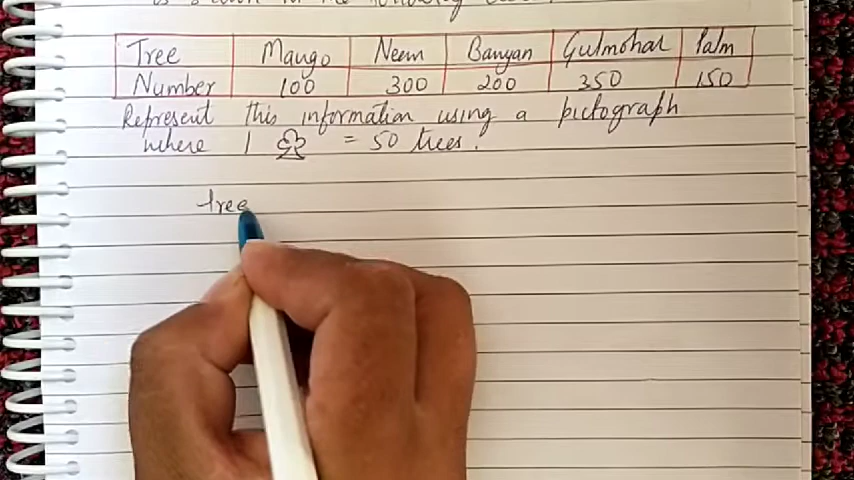 Tree Mango Neem Banyan Gulmohar Palm
Number 100 300 200 350 150
Represent this information using a pictograph
where 1 = 50 trees.
tree